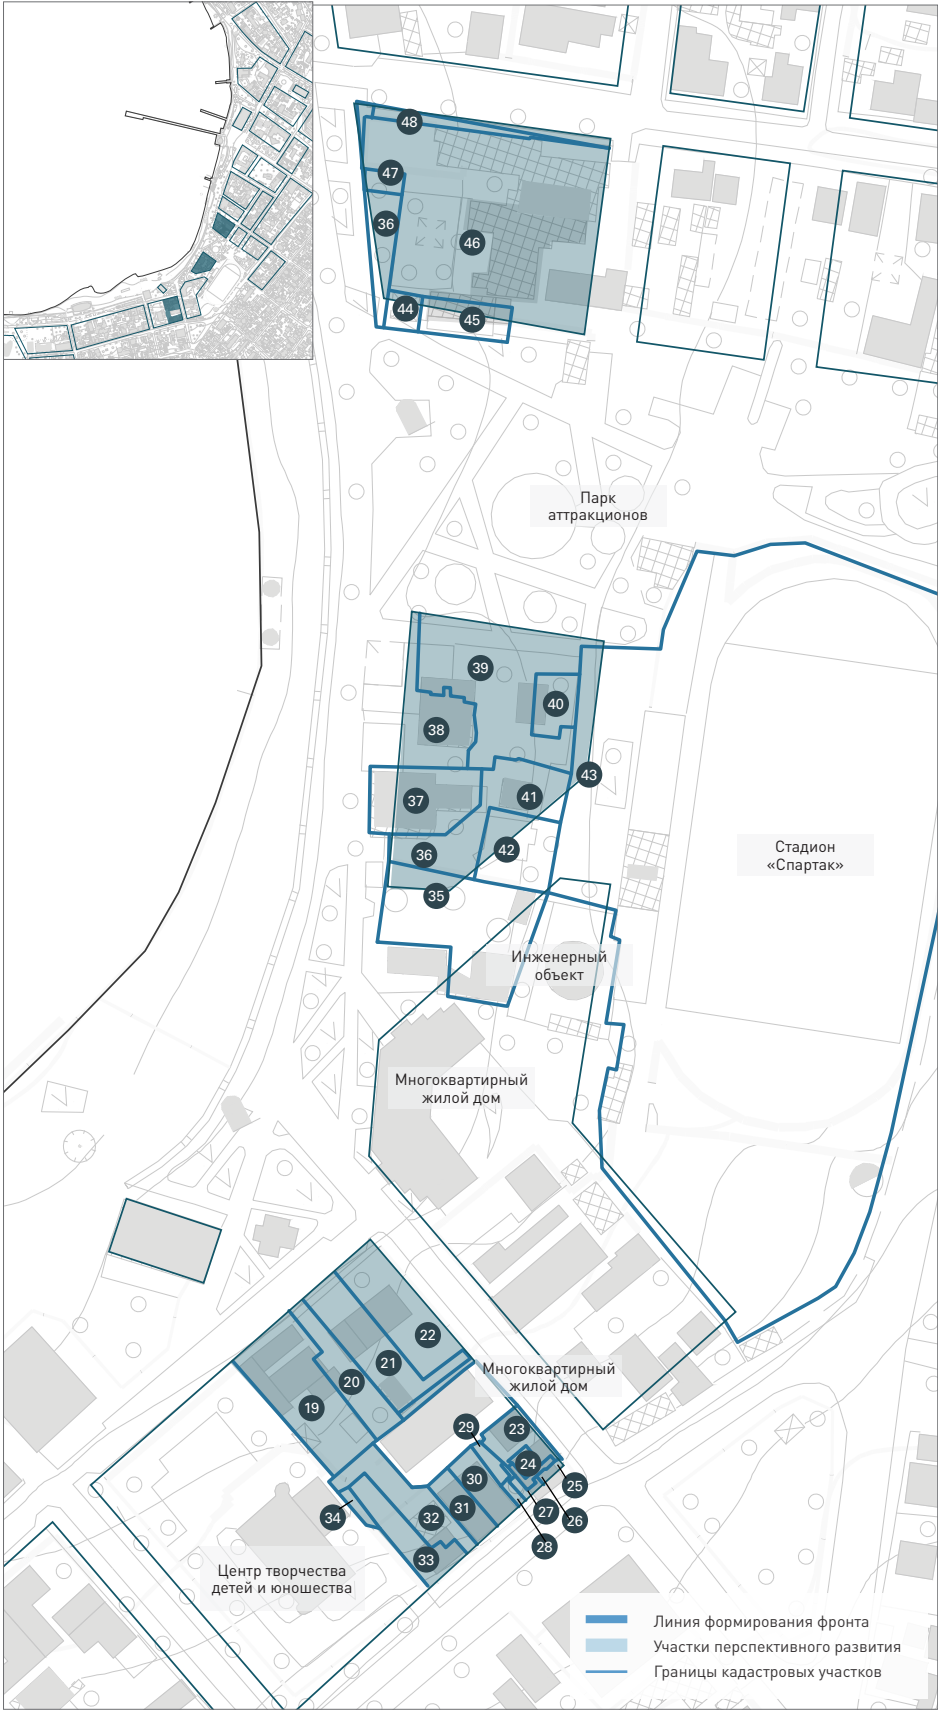 48
47
36
46
44
45
Парк
аттракционов
39
40
38
43
37
41
36
42
35
Стадион
«Спартак»
Инженерный
объект
Многоквартирный
жилой дом
22
21
20
19
Многоквартирный
жилой дом
29
23
24
30
25
31
27
26
32
34
28
33
Центр творчества
детей и юношества
Линия формирования фронта
Участки перспективного развития
Границы кадастровых участков